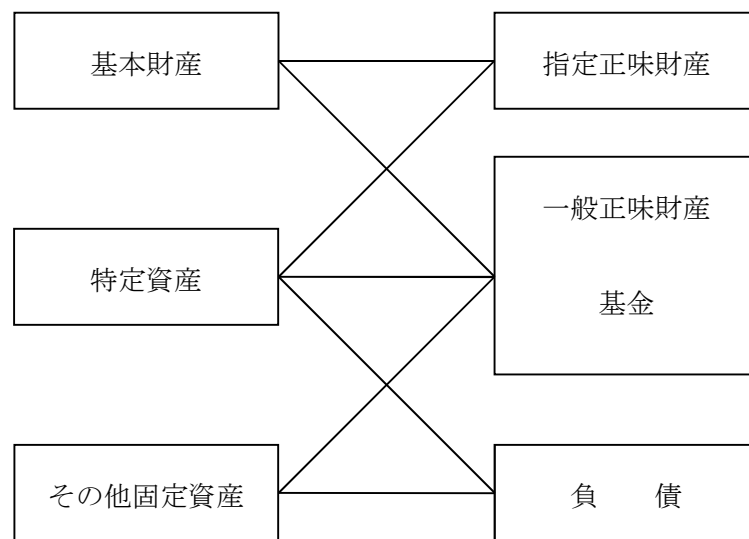 基本財産
指定正味財産
一般正味財産
特定資産
基金
その他固定資産
負　債